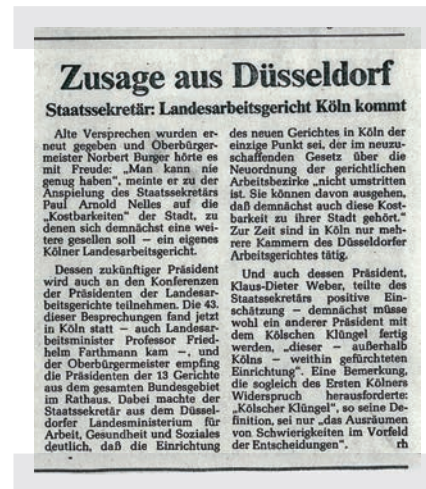 Zusage aus Düsseldorf
Staatssekretär: Landesarbeitsgericht Köln kommt
Alte Versprechen wurden er-
neut gegeben und Oberbürger-
meister Norbert Burger hörte es
mit Freude: „Man kann nie
genug haben", meinte er zu der
Anspielung des Staatssekretärs
Paul Arnold Nelles auf die
„Kostbarkeiten" der Stadt, zu
denen sich demnächst eine wei-
tere gesellen soll — ein eigenes
Kölner Landesarbeitsgericht.
Dessen zukünftiger Präsident
wird auch an den Konferenzen
der Präsidenten der Landesar-
beitsgerichte teilnehmen. Die 43.
dieser Besprechungen fand jetzt
in Köln statt — auch Landesar-
beitsminister Professor Fried-
helm Farthmann kam —, und
der Oberbürgermeister empfing
die Präsidenten der 13 Gerichte
aus dem gesamten Bundesgebiet
im Rathaus. Dabei machte der
Staatssekretär aus dem Düssel-
dorfer Landesministerium für
Arbeit, Gesundheit und Soziales
deutlich, daß die Einrichtung
des neuen Gerichtes in Köln der
einzige Punkt sei, der im neuzu-
schaffenden Gesetz über die
Neuordnung der gerichtlichen
Arbeitsbezirke „nicht umstritten
ist. Sie können davon ausgehen,
daß demnächst auch diese Kost-
barkeit zu ihrer Stadt gehört."
Zur Zeit sind in Köln nur meh-
rere Kammern des Düsseldorfer
Arbeitsgerichtes tätig.
Und auch dessen Präsident,
Klaus-Dieter Weber, teilte des
Staatssekretärs positive Ein-
schätzung — demnächst müsse
wohl ein anderer Präsident mit
dem Kölschen Klüngel fertig
werden, „dieser — außerhalb
Kölns — weithin gefürchteten
Einrichtung". Eine Bemerkung,
die sogleich des Ersten Kölners
Widerspruch herausforderte:
„Kölscher Klüngel", so seine De-
finition, sei nur „das Ausräumen
von Schwierigkeiten im Vorfeld
der Entscheidungen". rh